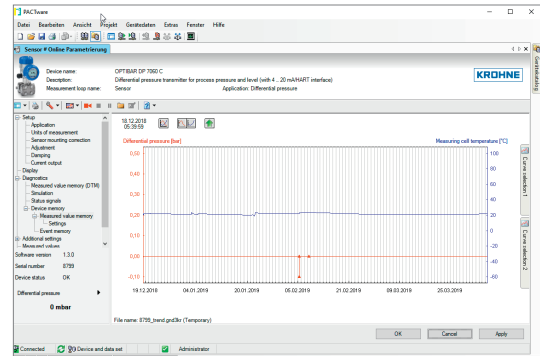 PACTware
Datei Bearbeiten Ansicht Projekt Gerätedaten Extras Fenster Hilfe
Sensor # Online Parametrierung
Device name: OPTIBAR DP 7060 C
Description: Differential pressure transmitter for process pressure and level (with 4 .. 20 mA/HART interface)
Measurement loop name: Sensor Application: Differential pressure
KROHNE
Gerätekatalog
Setup
Application
Units of measurement
Sensor mounting correction
Adjustment
Damping
Current output
Display
Diagnostics
Measured value memory (DTM)
Simulation
Status signals
Device memory
Measured value memory
Settings
Event memory
Additional settings
Measured values
Software version 1.3.0
Serial number 8799
Device status OK
Differential pressure
0 mbar
18.12.2018
05:39:59
Differential pressure [bar] Measuring cell temperature [°C]
0,50
0,40
0,30
0,20
0,10
0,00
-0,10
100
80
60
40
20
0
-20
-40
-60
19.12.2018 04.01.2019 20.01.2019 05.02.2019 21.02.2019 09.03.2019 25.03.2019
Curve selection 1
Curve selection 2
File name: 8799_trend.gnd3kr (Temporary)
OK Cancel Apply
Connected Device and data set Administrator